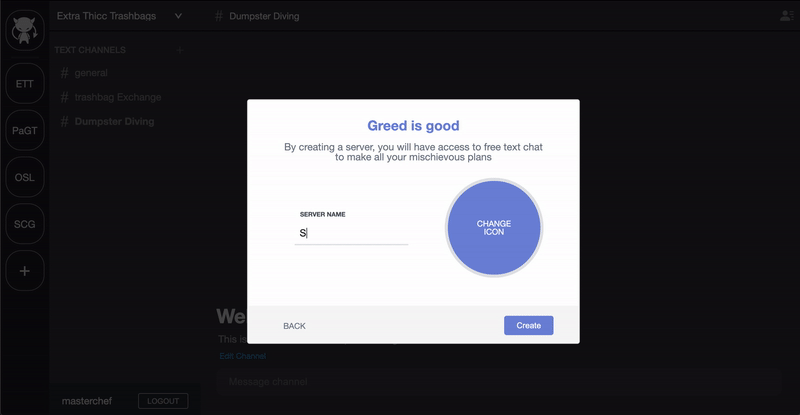 Extra Thicc Trashbags
# Dumpster Diving
TEXT CHANNELS +
# general
# trashbag Exchange
# Dumpster Diving
ETT
PaGT
OSL
SCG
+
Greed is good
By creating a server, you will have access to free text chat
to make all your mischievous plans
SERVER NAME
S
CHANGE
ICON
BACK
Create
We
This is
Edit Channel
Message channel
masterchef
LOGOUT